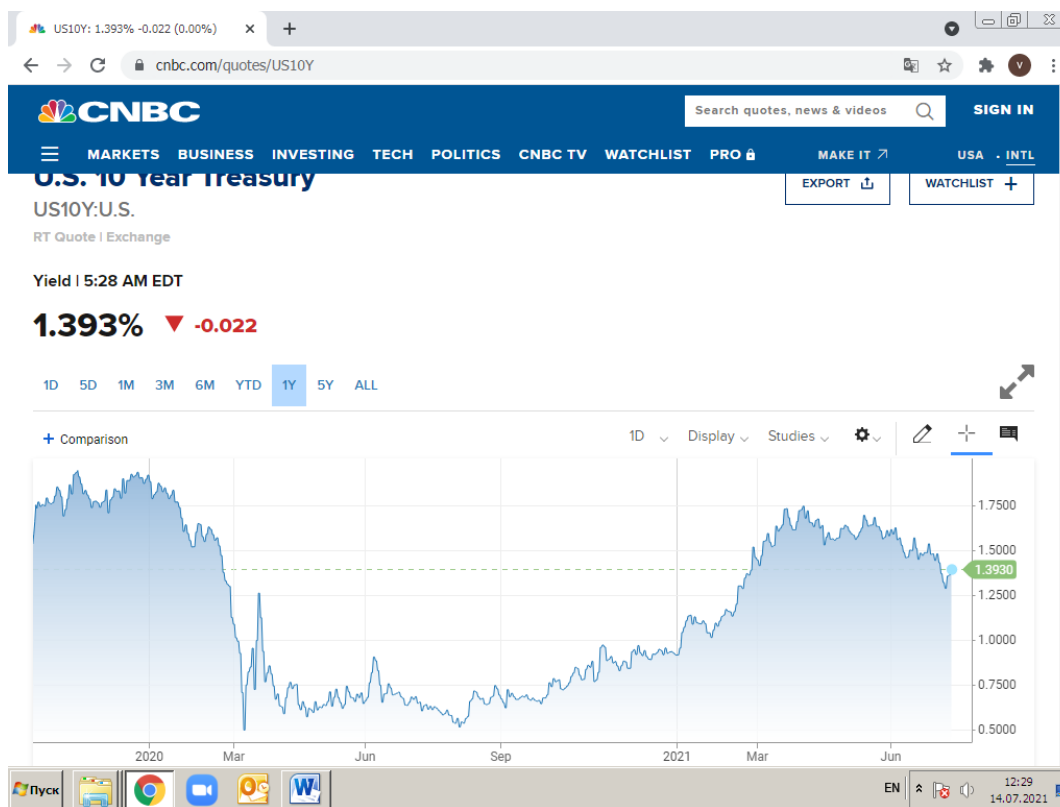 US10Y: 1.393% -0.022 (0.00%)
cnbc.com/quotes/US10Y
V
CNBC
Search quotes, news & videos
SIGN IN
MARKETS BUSINESS INVESTING TECH POLITICS CNBC TV WATCHLIST PRO MAKE IT USA · INTL
U.S. 10 Year Treasury
EXPORT
WATCHLIST +
US10Y:U.S.
RT Quote | Exchange
Yield | 5:28 AM EDT
1.393% ▼ -0.022
1D 5D 1M 3M 6M YTD 1Y 5Y ALL
+ Comparison
1D Display Studies
1.7500
1.5000
1.3930
1.2500
1.0000
0.7500
0.5000
2020 Mar Jun Sep 2021 Mar Jun
Пуск
EN
12:29
14.07.2021